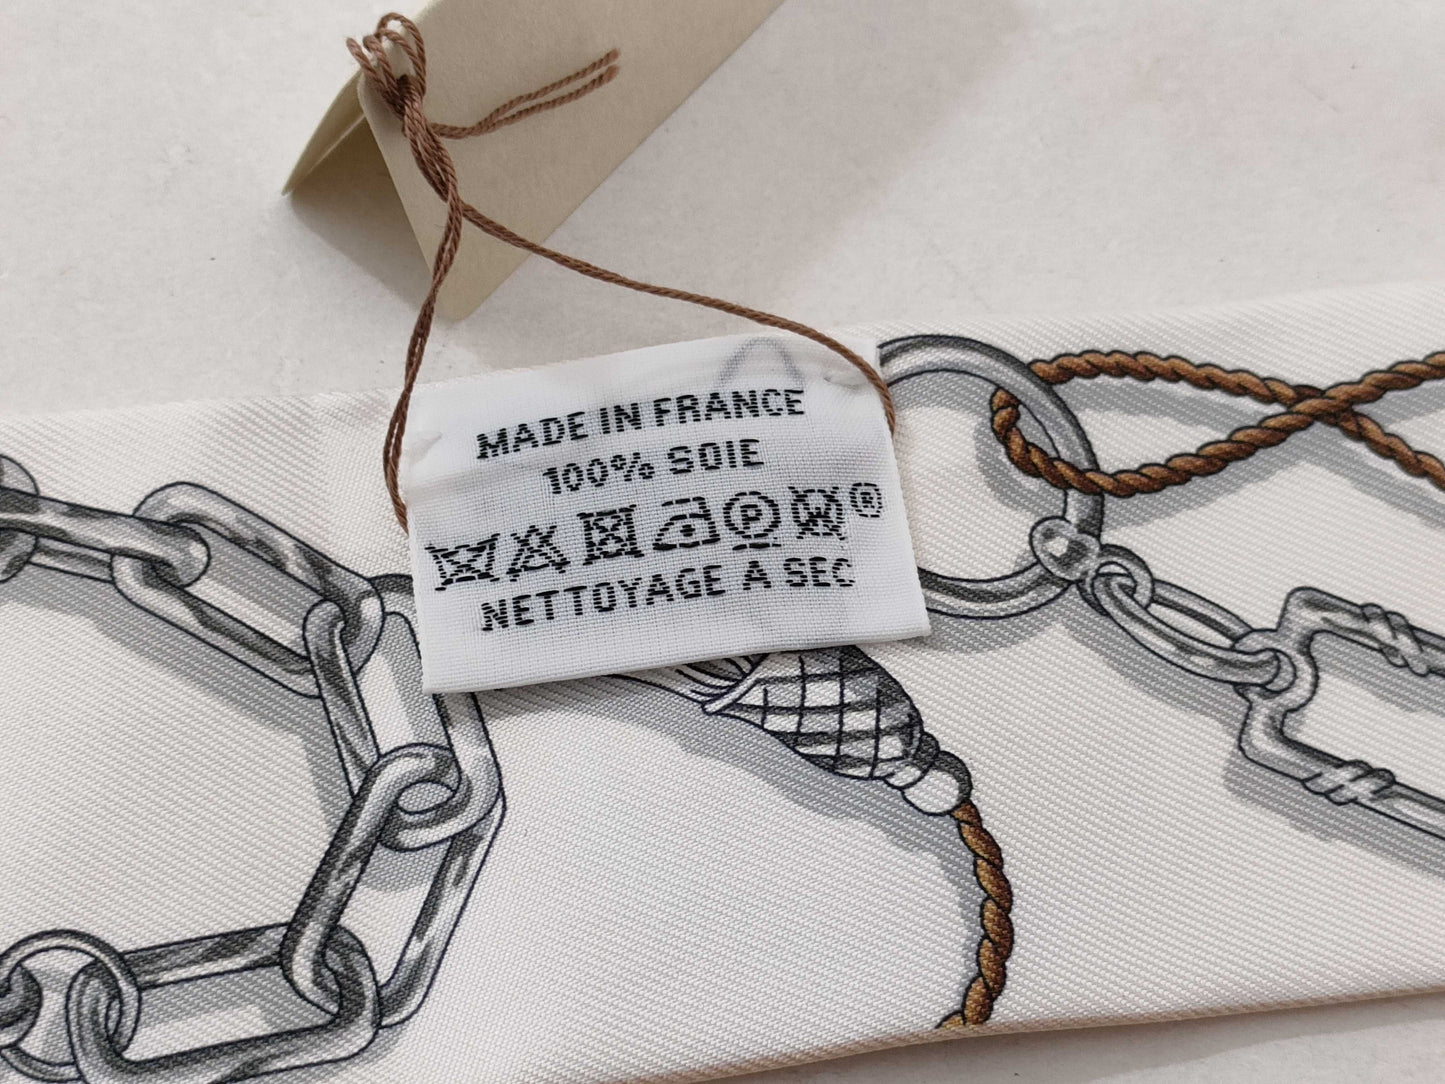 MADE IN FRANCE
100% SOIE
P W ®
NETTOYAGE A SEC